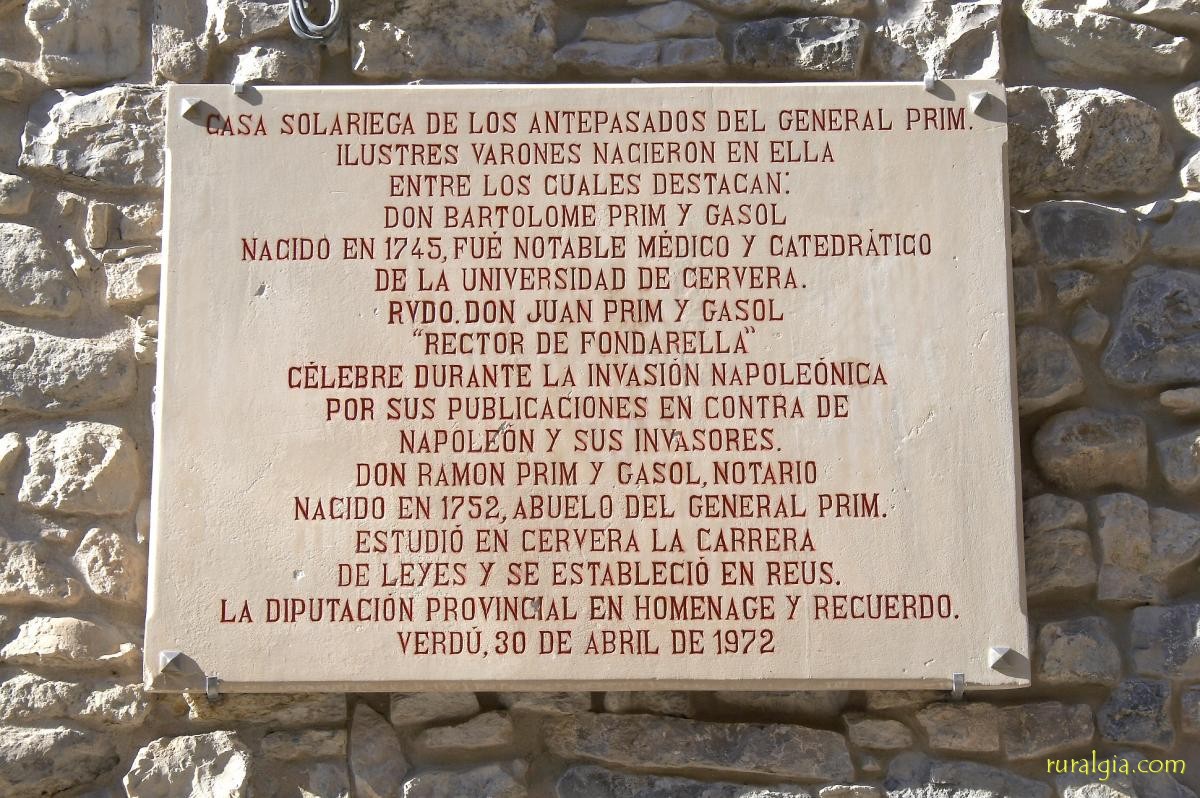 CASA SOLARIEGA DE LOS ANTEPASADOS DEL GENERAL PRIM.
ILUSTRES VARONES NACIERON EN ELLA
ENTRE LOS CUALES DESTACAN:
DON BARTOLOME PRIM Y GASOL
NACIDO EN 1745, FUÉ NOTABLE MÉDICO Y CATEDRÁTICO
DE LA UNIVERSIDAD DE CERVERA.
RVDO. DON JUAN PRIM Y GASOL
"RECTOR DE FONDARELLA"
CÉLEBRE DURANTE LA INVASIÓN NAPOLEÓNICA
POR SUS PUBLICACIONES EN CONTRA DE
NAPOLEÓN Y SUS INVASORES.
DON RAMON PRIM Y GASOL, NOTARIO
NACIDO EN 1752, ABUELO DEL GENERAL PRIM.
ESTUDIÓ EN CERVERA LA CARRERA
DE LEYES Y SE ESTABLECIÓ EN REUS.
LA DIPUTACIÓN PROVINCIAL EN HOMENAGE Y RECUERDO.
VERDÚ, 30 DE ABRIL DE 1972
ruralgia.com